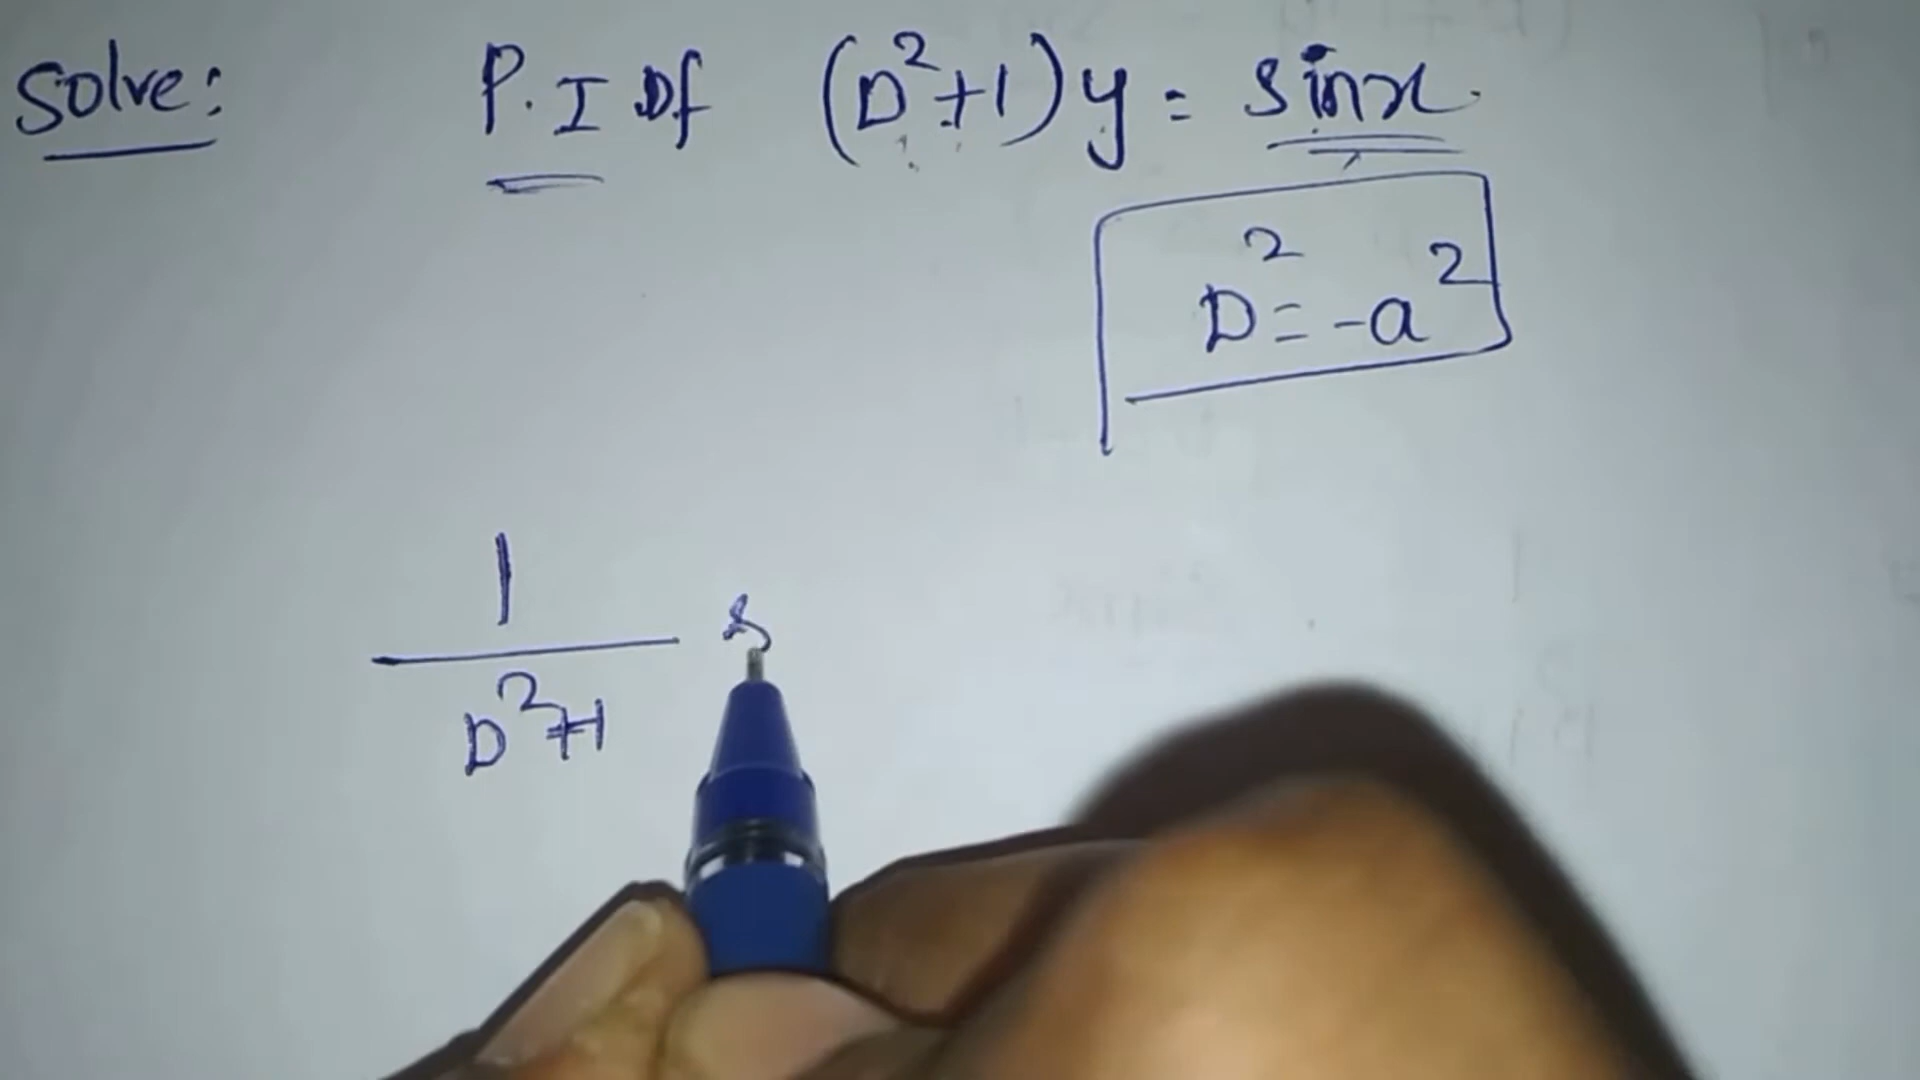 Solve: P.I Of (D²+1)y = sinx.
D² = -a²
1
D²+1 s